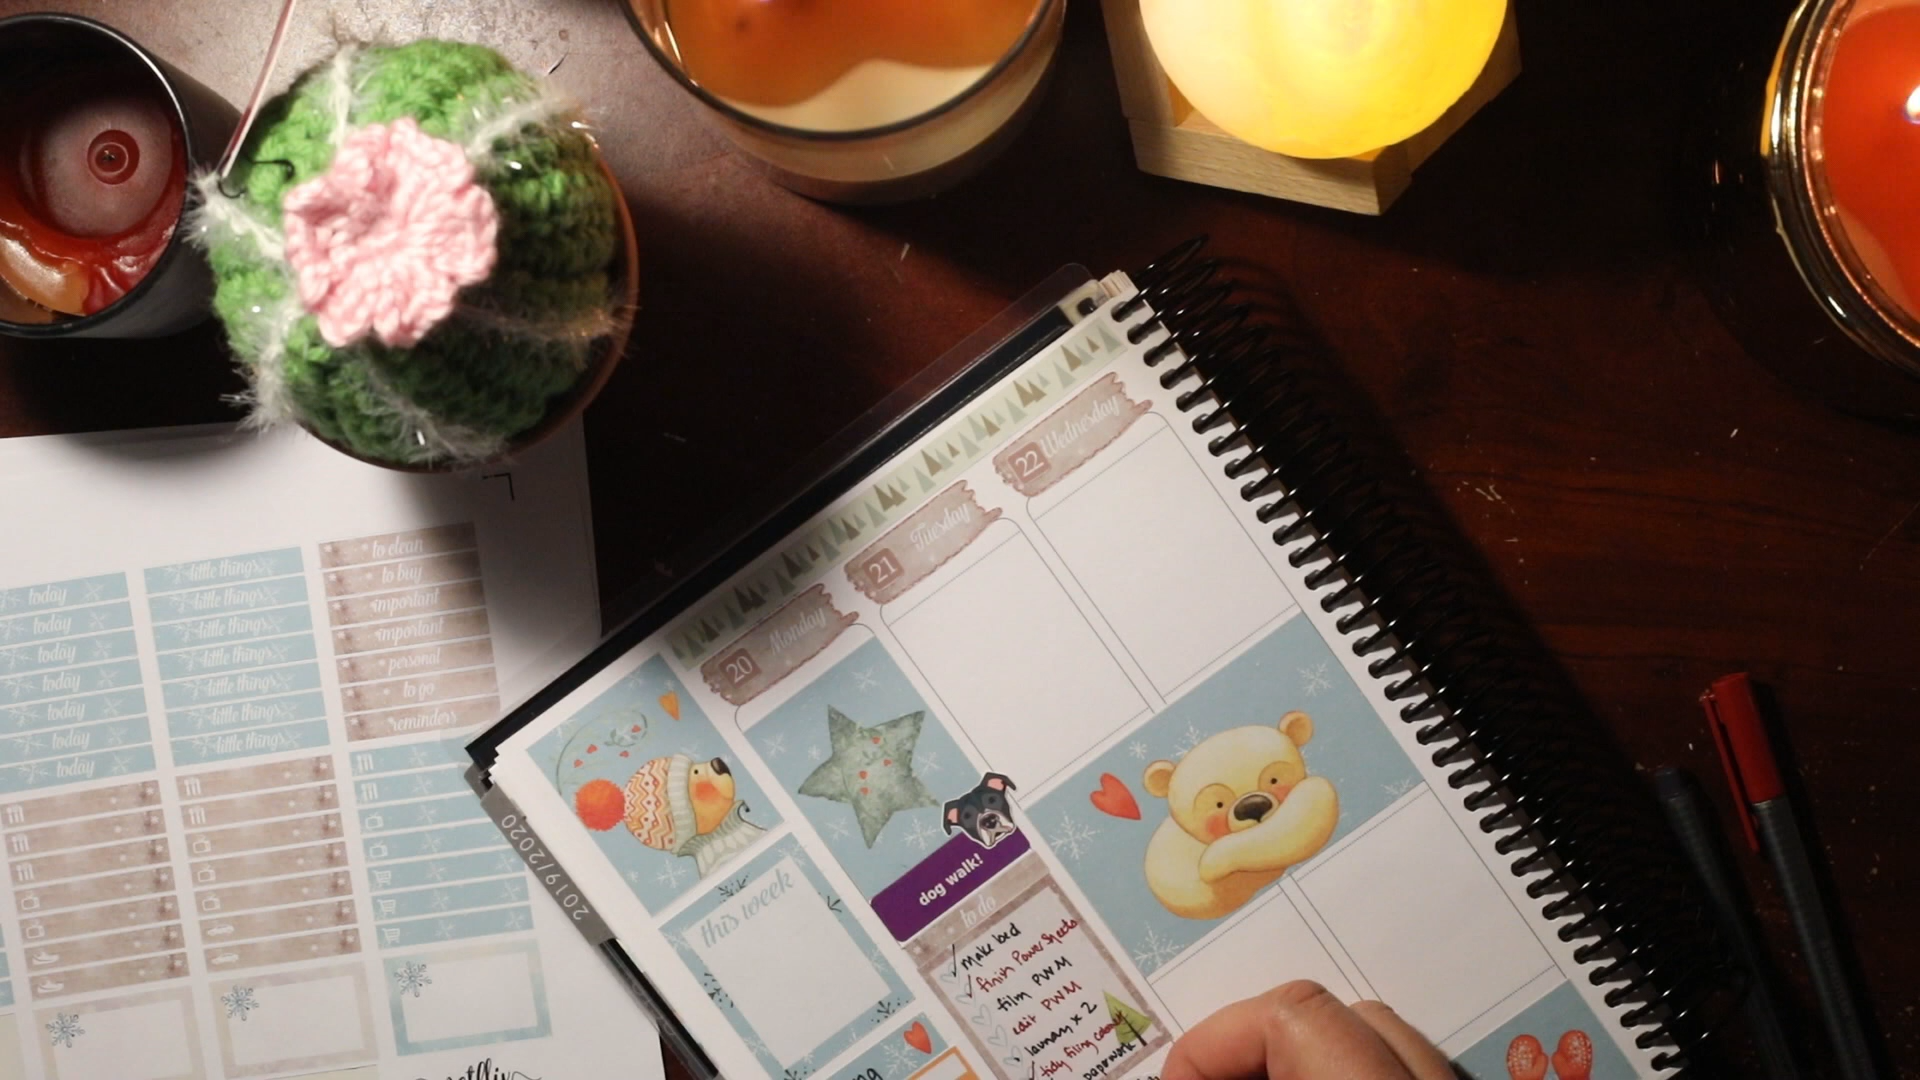 today
today
today
today
today
today
today
little things
little things
little things
little things
little things
little things
little things
to clean
to buy
important
important
personal
to go
reminders
2019/2020
20 Monday
21 Tuesday
22 Wednesday
this week
dog walk!
to do
make bed
finish PowerSheets
film PWM
edit PWM
laundry x 2
tidy filing cabinet
paperwork